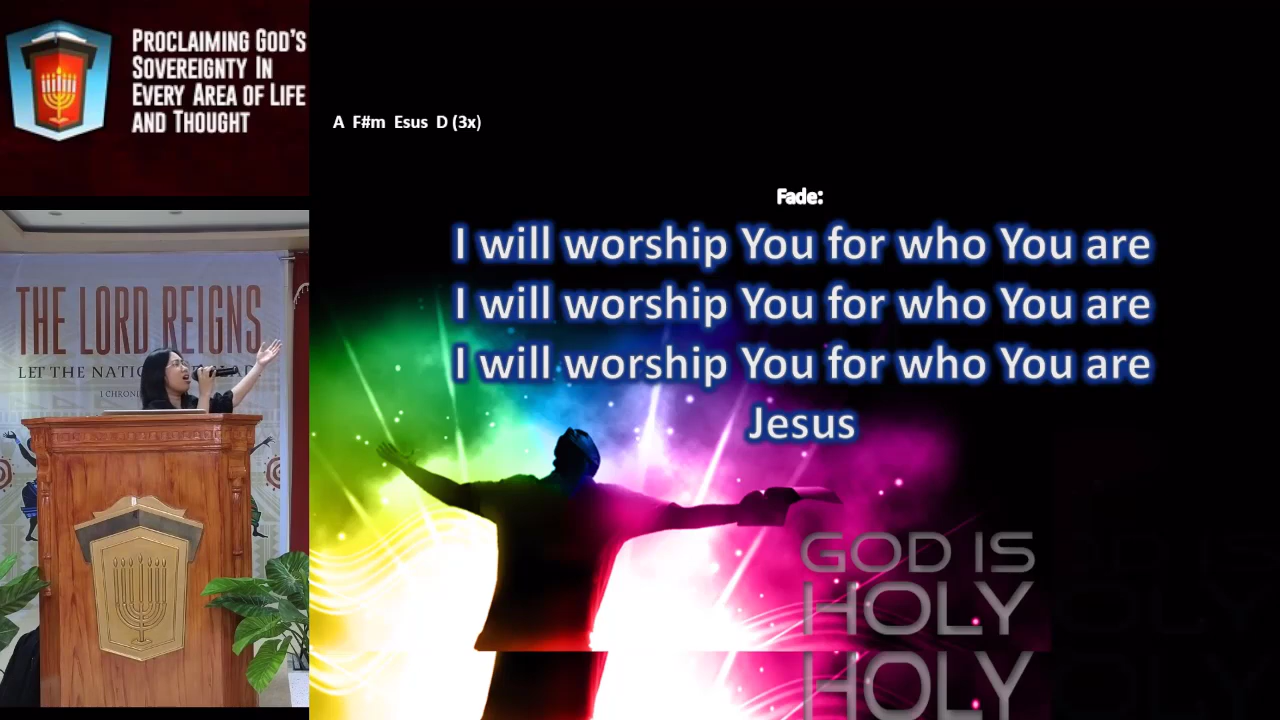 PROCLAIMING GOD'S
SOVEREIGNTY IN
EVERY AREA OF LIFE
AND THOUGHT
A F#m Esus D (3x)
Fade:
I will worship You for who You are
I will worship You for who You are
I will worship You for who You are
Jesus
THE LORD REIGNS
LET THE
GOD IS
HOLY
HOLY